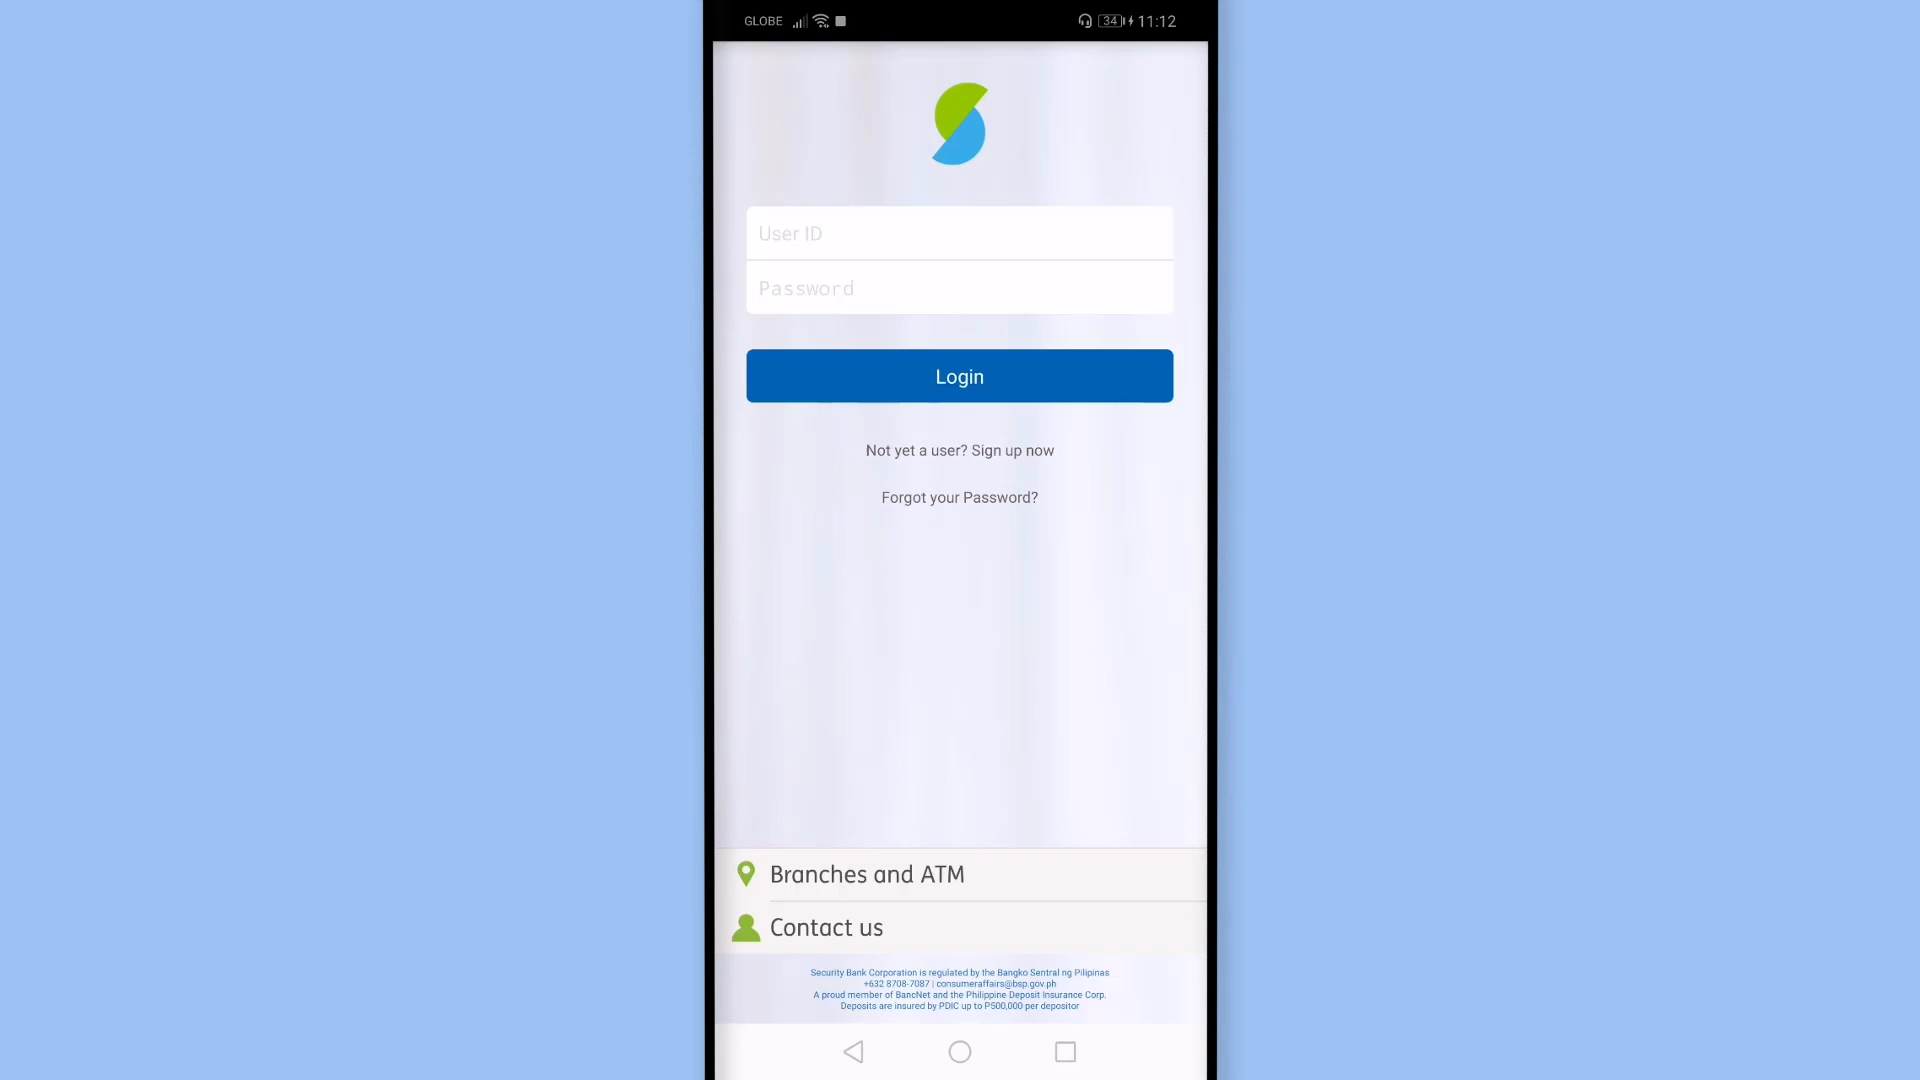 GLOBE 34 11:12
User ID
Password
Login
Not yet a user? Sign up now
Forgot your Password?
Branches and ATM
Contact us
Security Bank Corporation is regulated by the Bangko Sentral ng Pilipinas
+632 8708-7087 | consumeraffairs@bsp.gov.ph
A proud member of BancNet and the Philippine Deposit Insurance Corp.
Deposits are insured by PDIC up to P500,000 per depositor